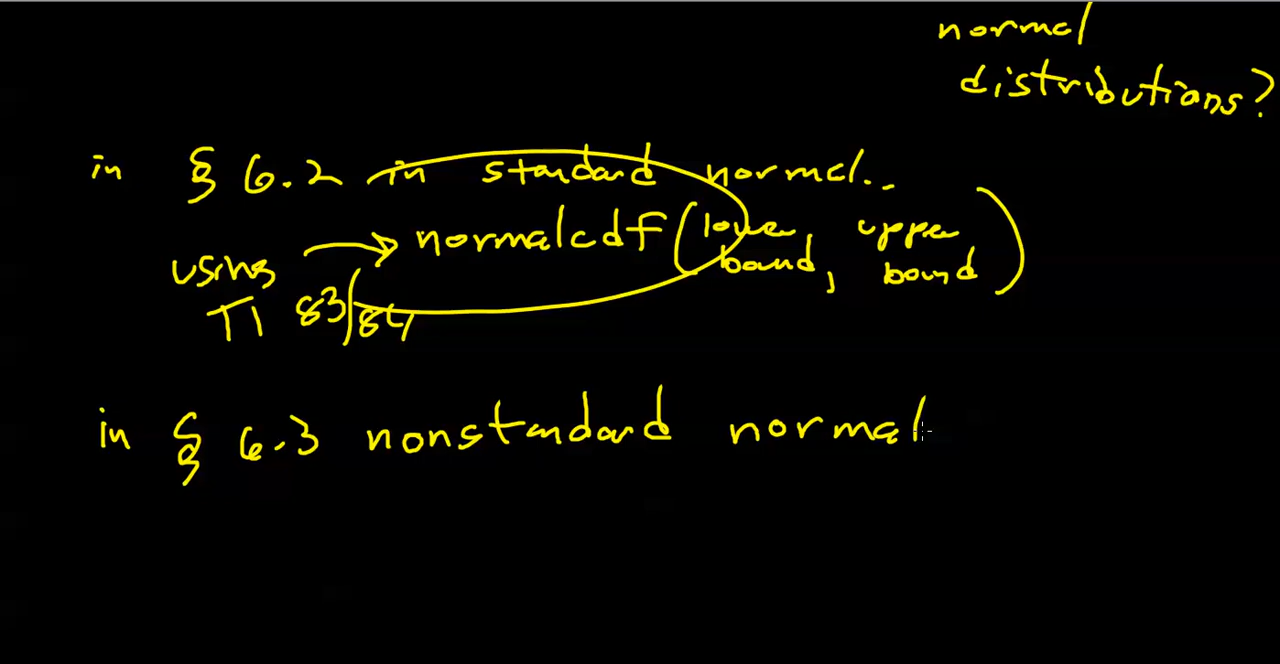 normal
distributions?
in § 6.2 in standard normal..
using → normalcdf (lower bound, upper bound)
TI 83/84
in § 6.3 nonstandard normal